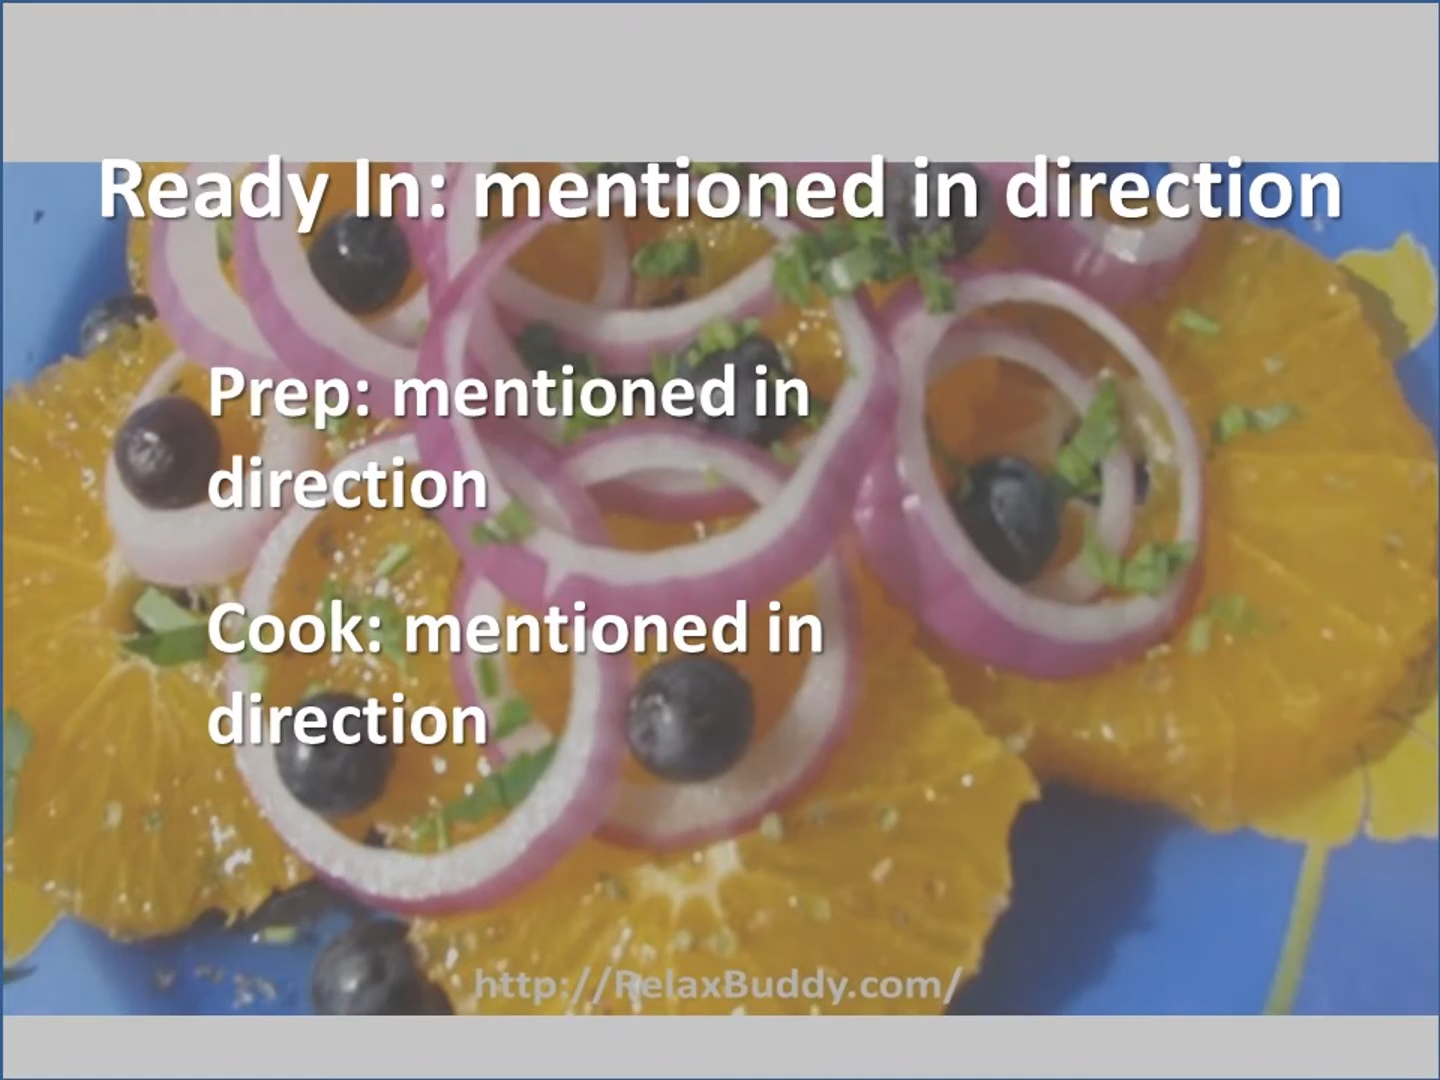 Ready In: mentioned in direction
Prep: mentioned in
direction
Cook: mentioned in
direction
http://RelaxBuddy.com/